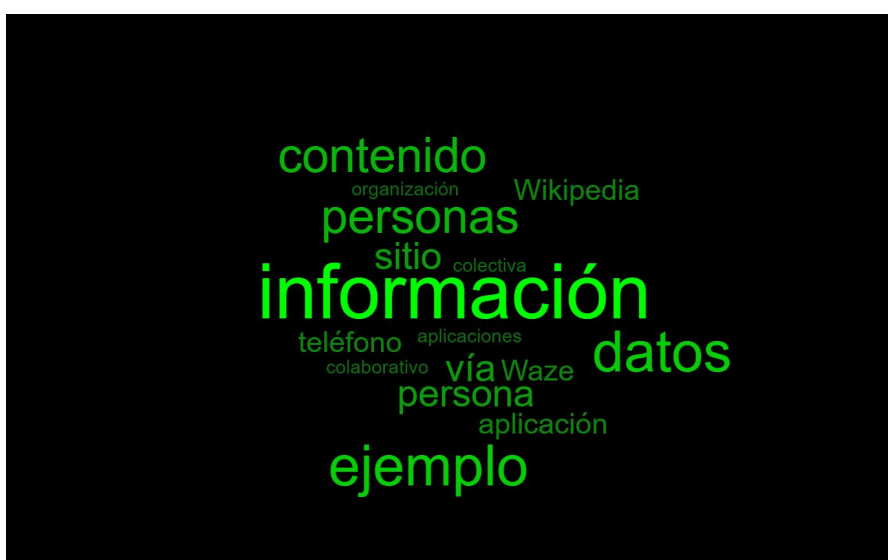 contenido
organización Wikipedia
personas
sitio colectiva
información
teléfono aplicaciones datos
colaborativo vía Waze
persona
aplicación
ejemplo